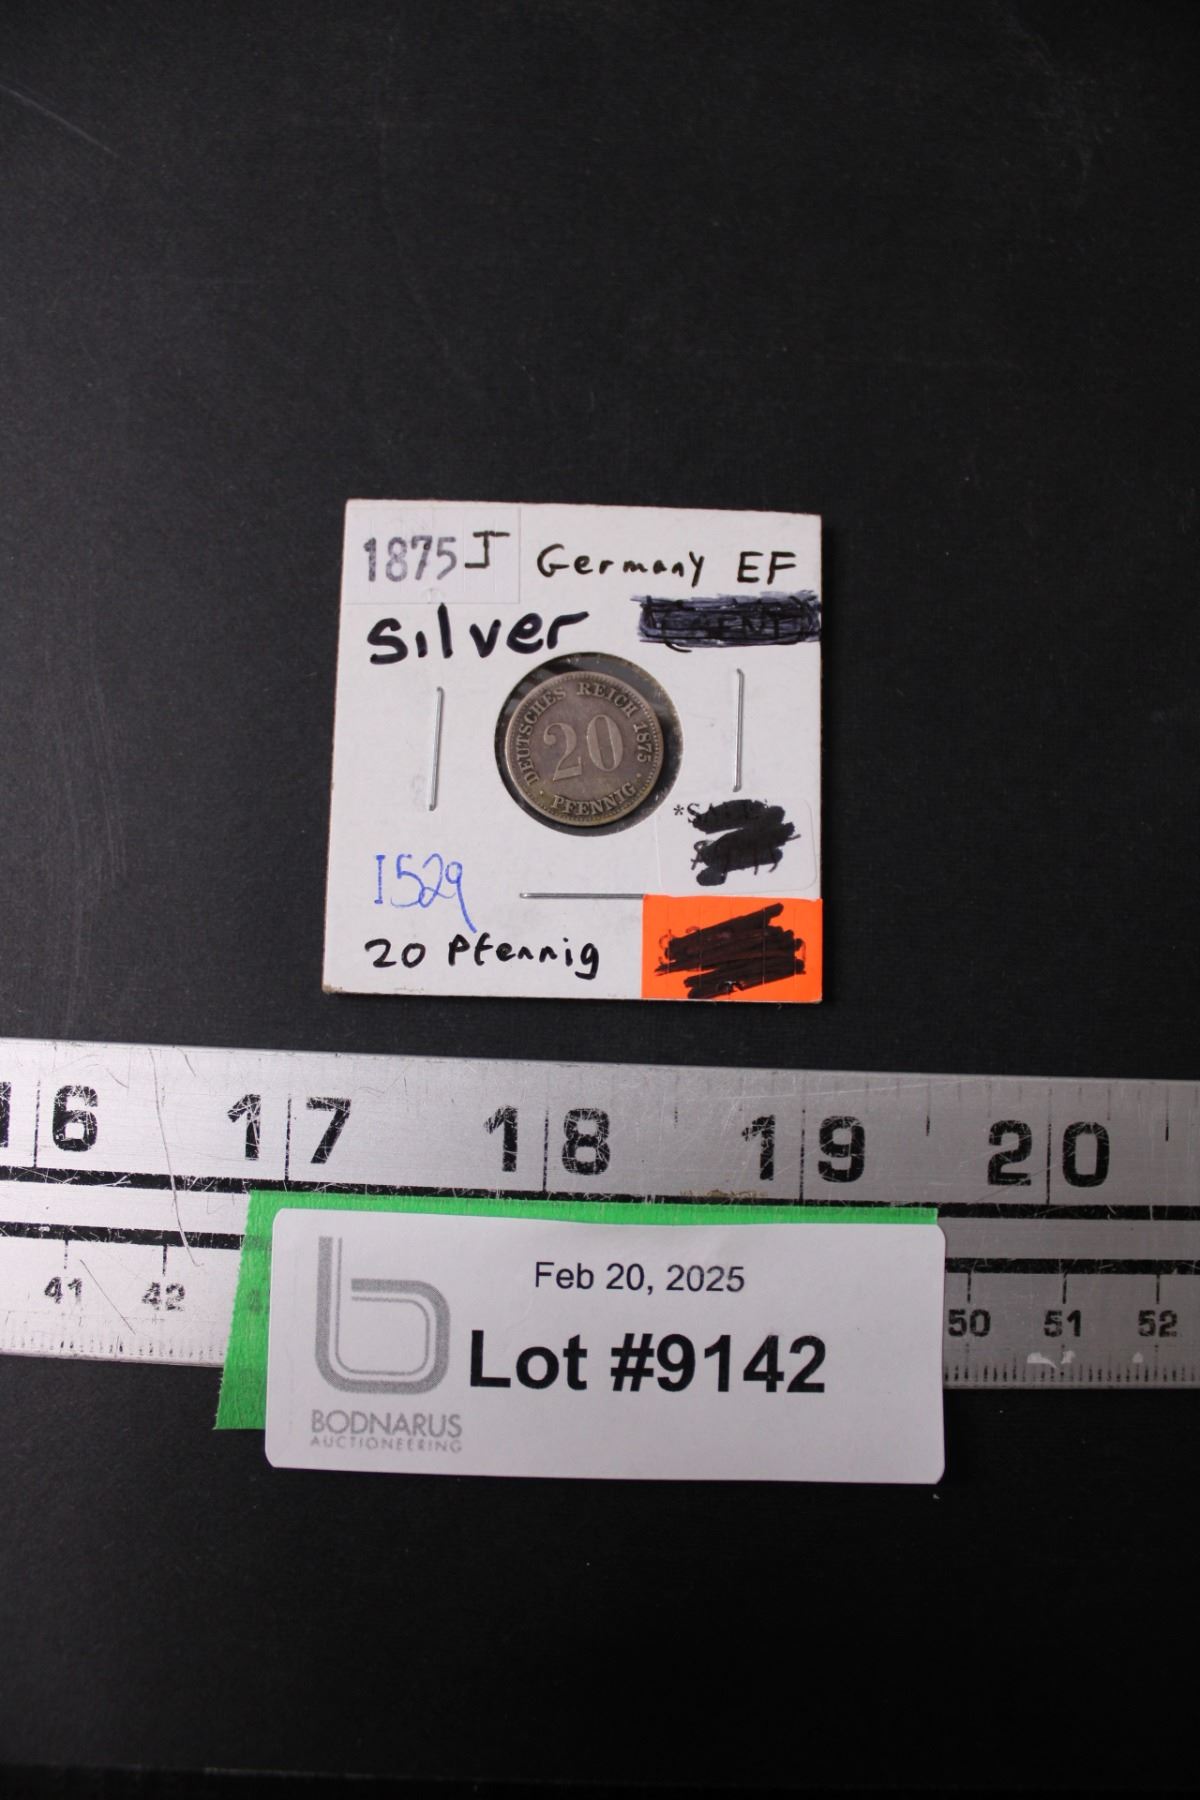 1875 J Germany EF
Silver
DEUTSCHES REICH 1875
20
PFENNIG
I529
20 Pfennig
16 17 18 19 20
41 42 50 51 52
Feb 20, 2025
Lot #9142
BODNARUS
AUCTIONEERING